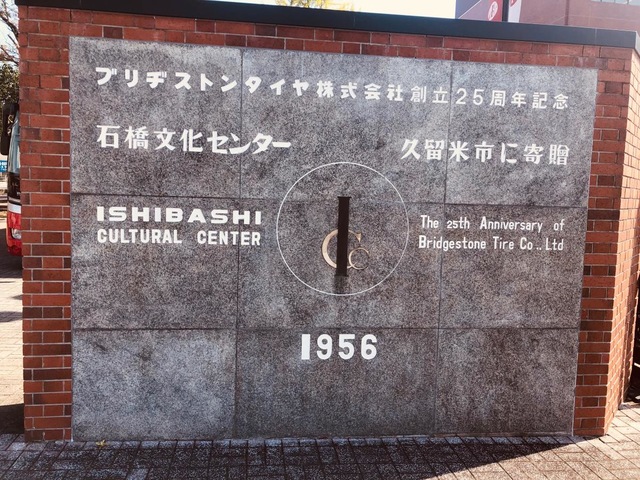 ブリヂストンタイヤ株式会社創立25周年記念
石橋文化センター 久留米市に寄贈
ISHIBASHI
CULTURAL CENTER
The 25th Anniversary of
Bridgestone Tire Co., Ltd
ICC
1956